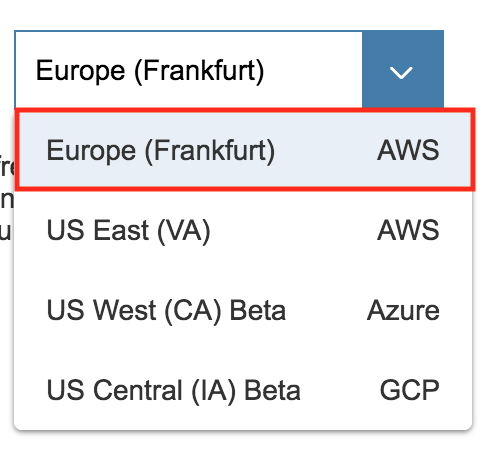 Europe (Frankfurt)
Europe (Frankfurt) AWS
US East (VA) AWS
US West (CA) Beta Azure
US Central (IA) Beta GCP